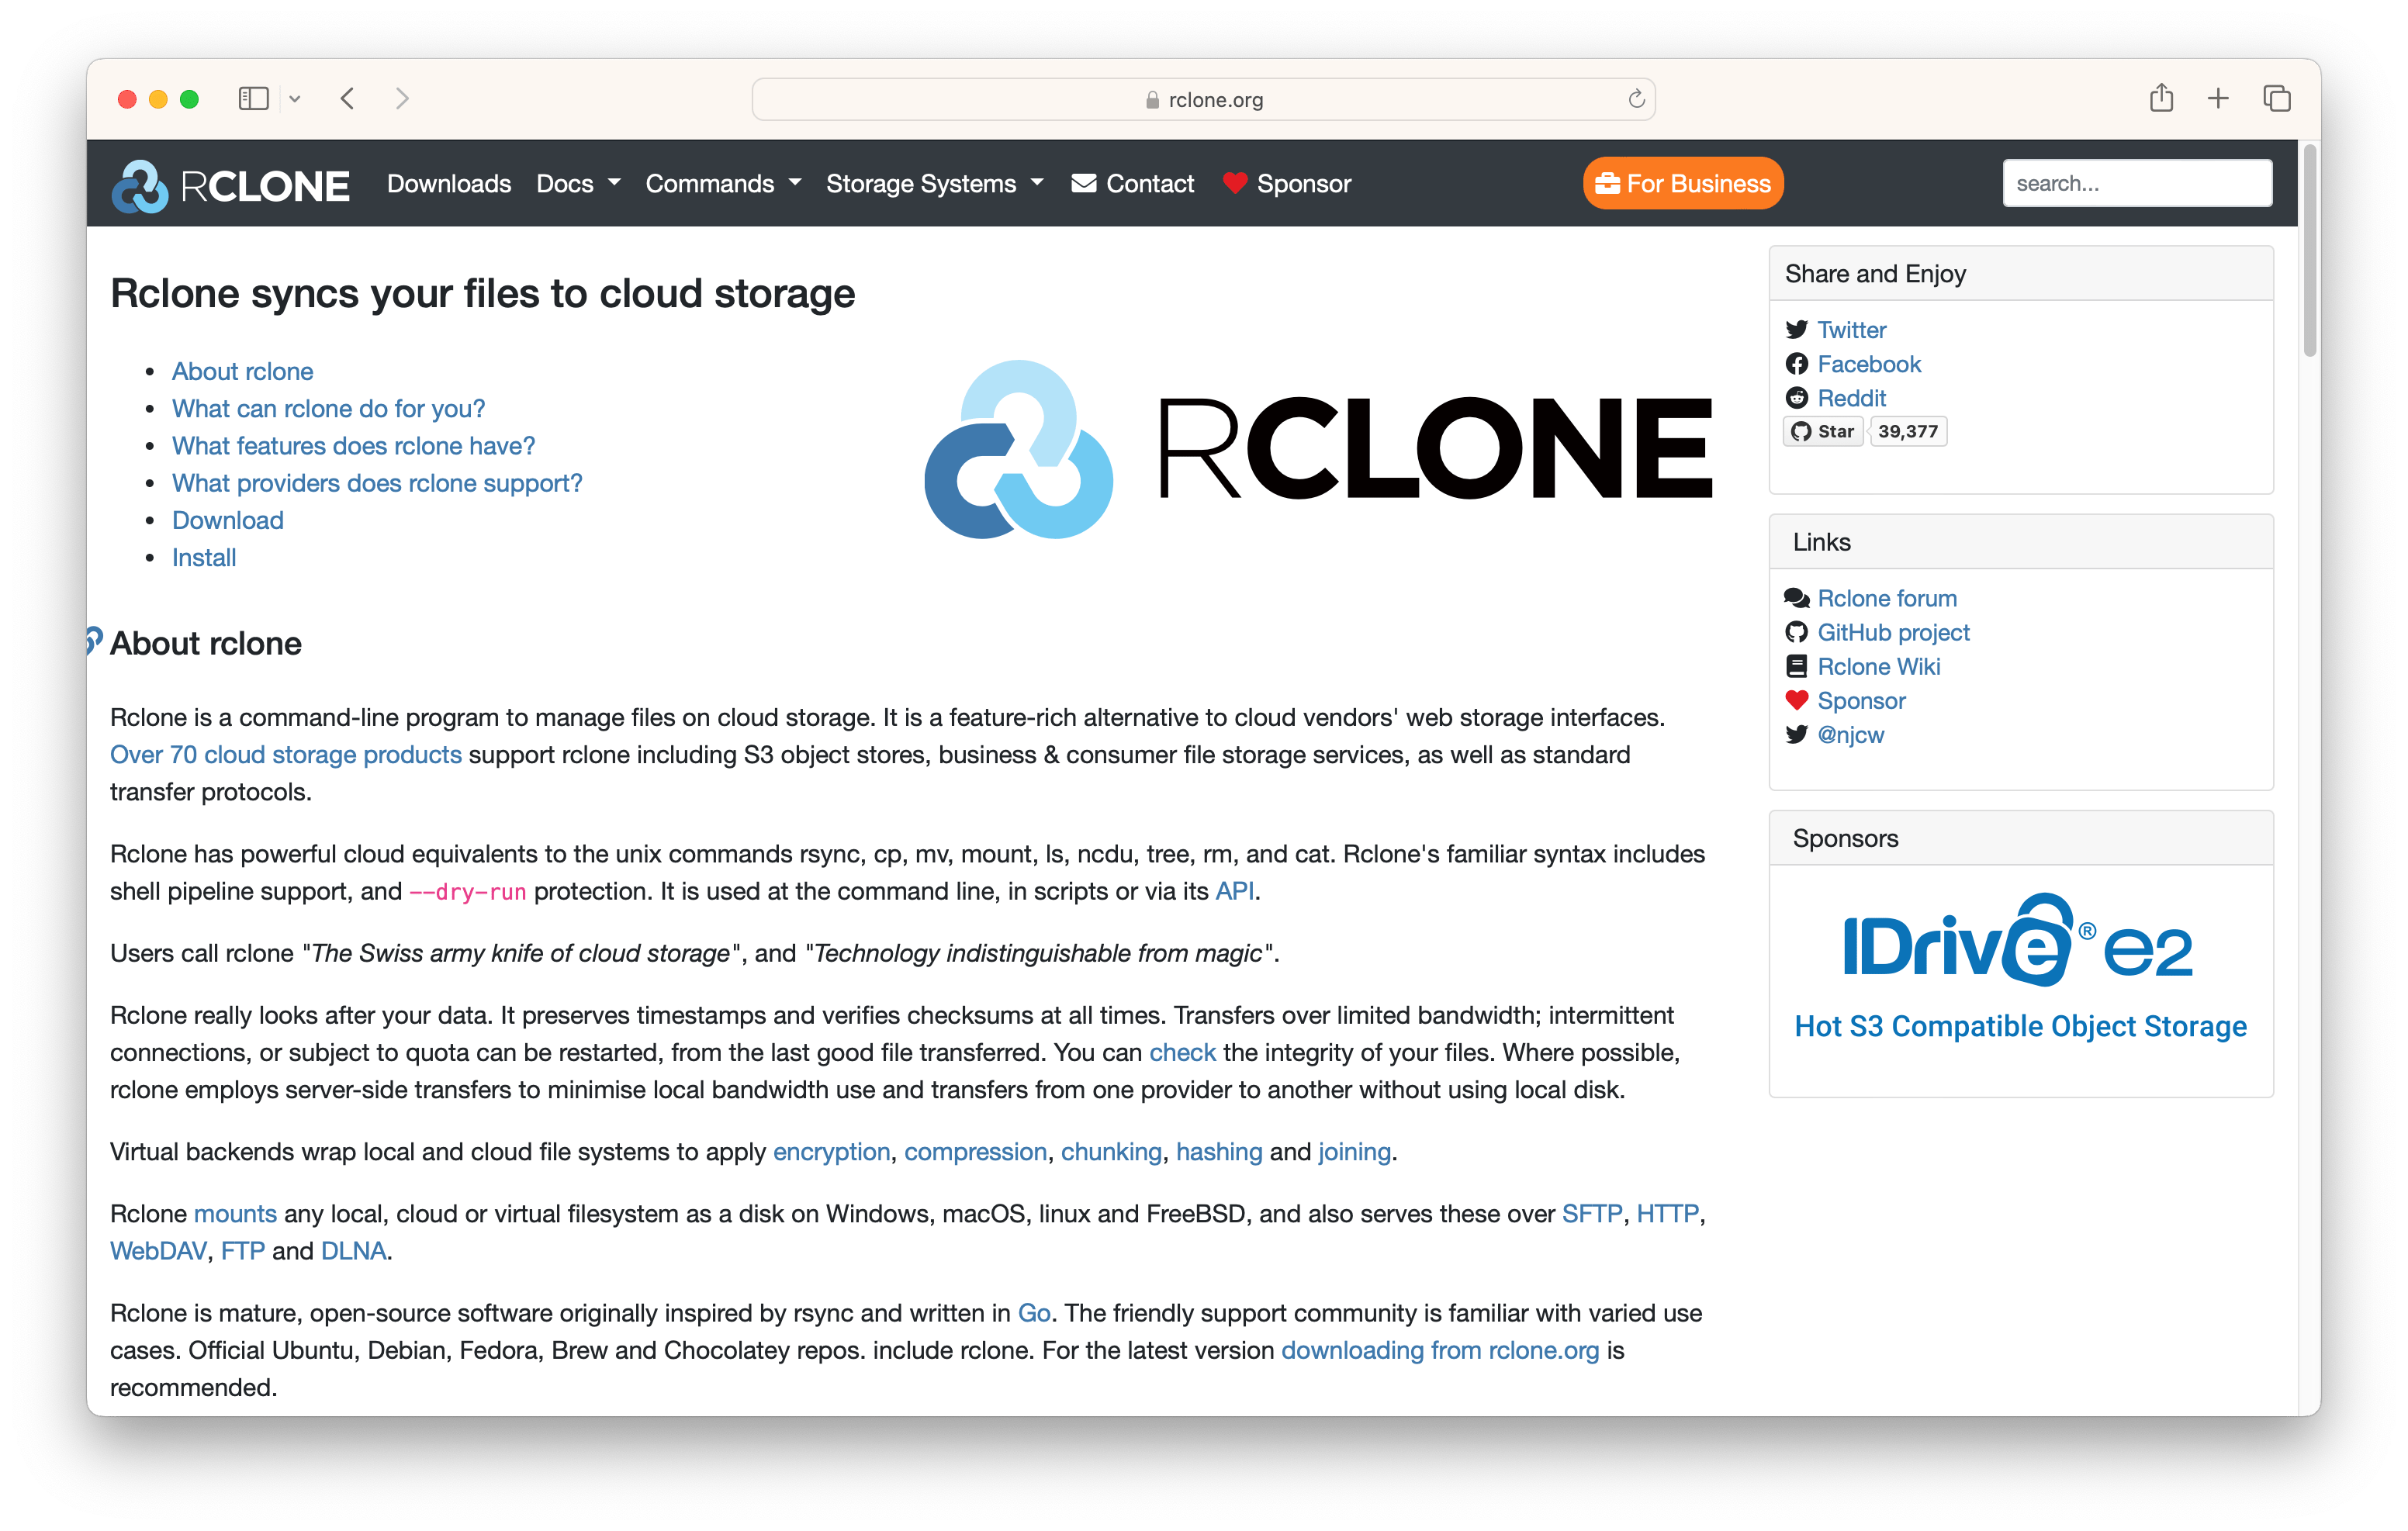 rclone.org
RCLONE Downloads Docs Commands Storage Systems Contact Sponsor For Business search...
Rclone syncs your files to cloud storage
About rclone
What can rclone do for you?
What features does rclone have?
What providers does rclone support?
Download
Install
RCLONE
About rclone
Rclone is a command-line program to manage files on cloud storage. It is a feature-rich alternative to cloud vendors' web storage interfaces.
Over 70 cloud storage products support rclone including S3 object stores, business & consumer file storage services, as well as standard
transfer protocols.
Rclone has powerful cloud equivalents to the unix commands rsync, cp, mv, mount, ls, ncdu, tree, rm, and cat. Rclone's familiar syntax includes
shell pipeline support, and --dry-run protection. It is used at the command line, in scripts or via its API.
Users call rclone "The Swiss army knife of cloud storage", and "Technology indistinguishable from magic".
Rclone really looks after your data. It preserves timestamps and verifies checksums at all times. Transfers over limited bandwidth; intermittent
connections, or subject to quota can be restarted, from the last good file transferred. You can check the integrity of your files. Where possible,
rclone employs server-side transfers to minimise local bandwidth use and transfers from one provider to another without using local disk.
Virtual backends wrap local and cloud file systems to apply encryption, compression, chunking, hashing and joining.
Rclone mounts any local, cloud or virtual filesystem as a disk on Windows, macOS, linux and FreeBSD, and also serves these over SFTP, HTTP,
WebDAV, FTP and DLNA.
Rclone is mature, open-source software originally inspired by rsync and written in Go. The friendly support community is familiar with varied use
cases. Official Ubuntu, Debian, Fedora, Brew and Chocolatey repos. include rclone. For the latest version downloading from rclone.org is
recommended.
Share and Enjoy
Twitter
Facebook
Reddit
Star 39,377
Links
Rclone forum
GitHub project
Rclone Wiki
Sponsor
@njcw
Sponsors
IDrive® e2
Hot S3 Compatible Object Storage